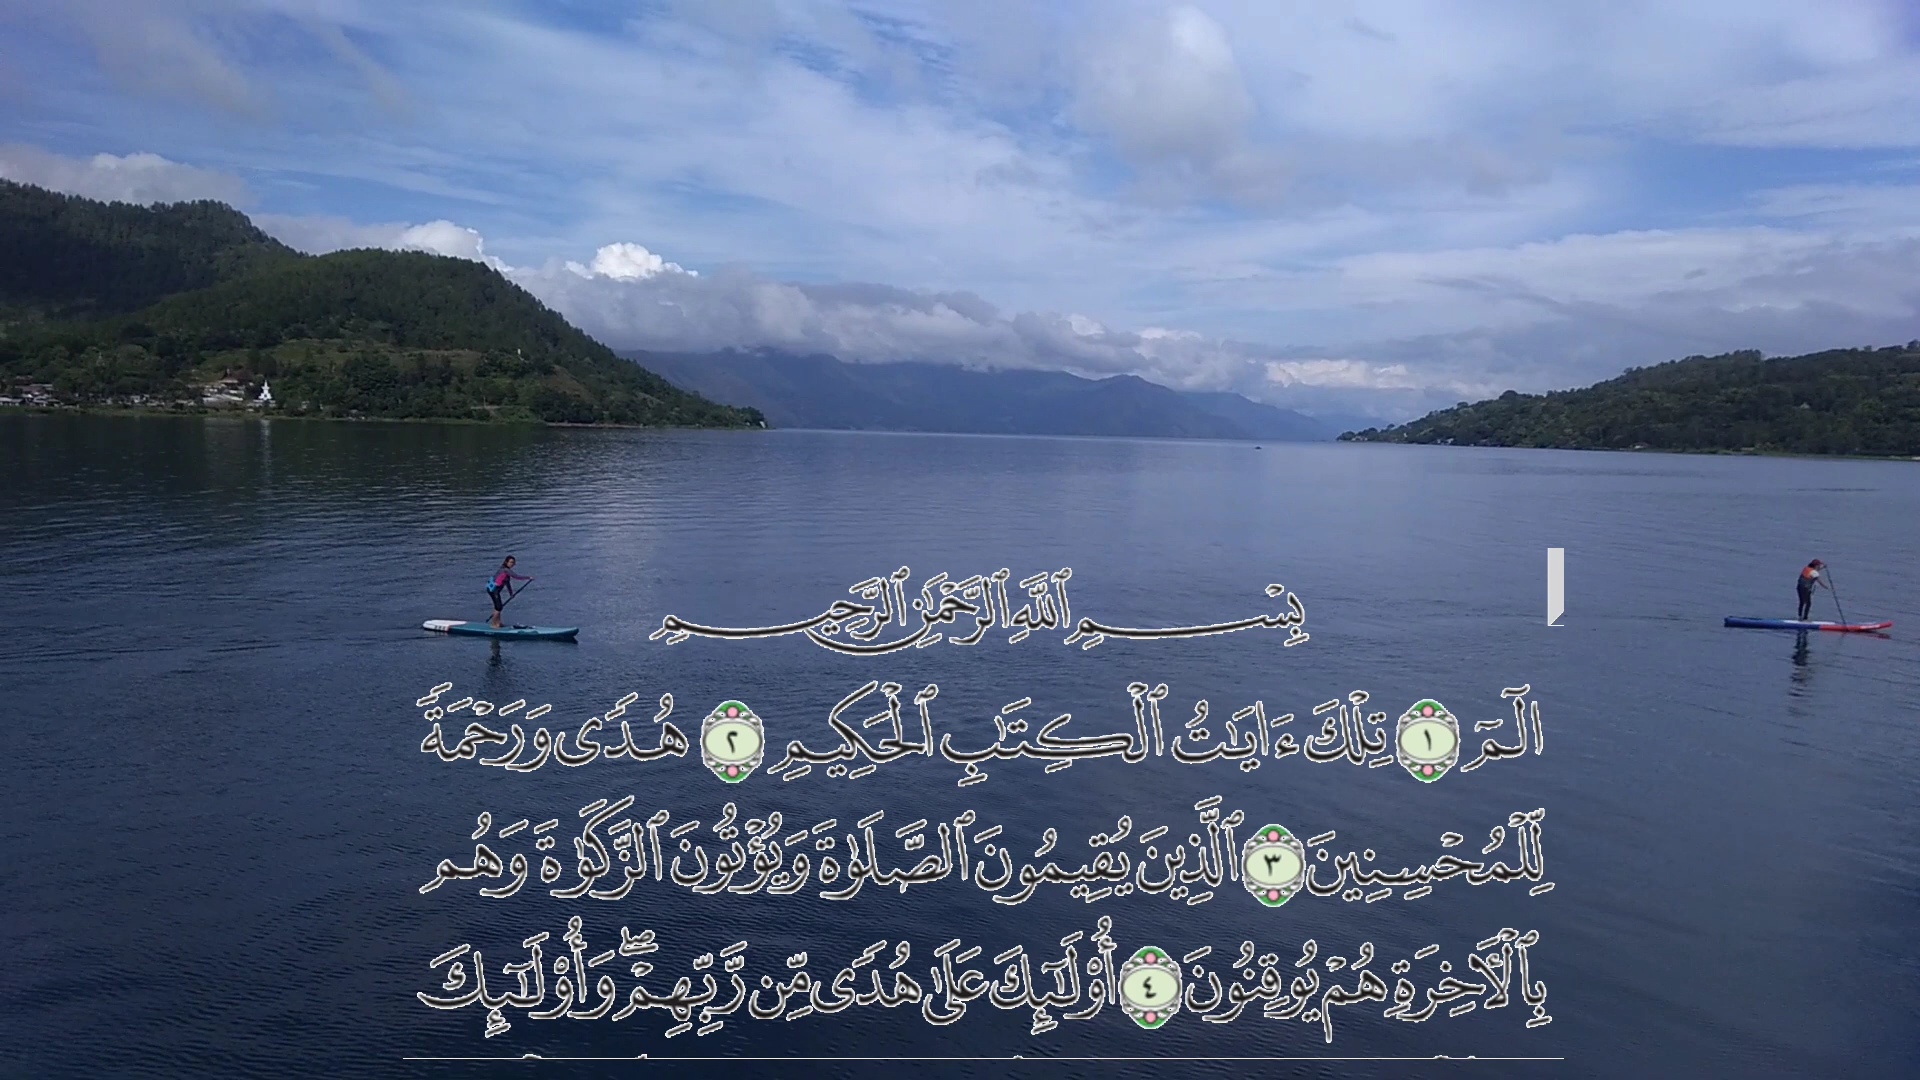 بِسْمِ ٱللَّهِ ٱلرَّحْمَٰنِ ٱلرَّحِيمِ
الٓمٓ ١ تِلْكَ ءَايَٰتُ ٱلْكِتَٰبِ ٱلْحَكِيمِ ٢ هُدًى وَرَحْمَةً
لِّلْمُحْسِنِينَ ٣ ٱلَّذِينَ يُقِيمُونَ ٱلصَّلَوٰةَ وَيُؤْتُونَ ٱلزَّكَوٰةَ وَهُم
بِٱلْأَخِرَةِ هُمْ يُوقِنُونَ ٤ أُو۟لَٰٓئِكَ عَلَىٰ هُدًى مِّن رَّبِّهِمْ ۖ وَأُو۟لَٰٓئِكَ